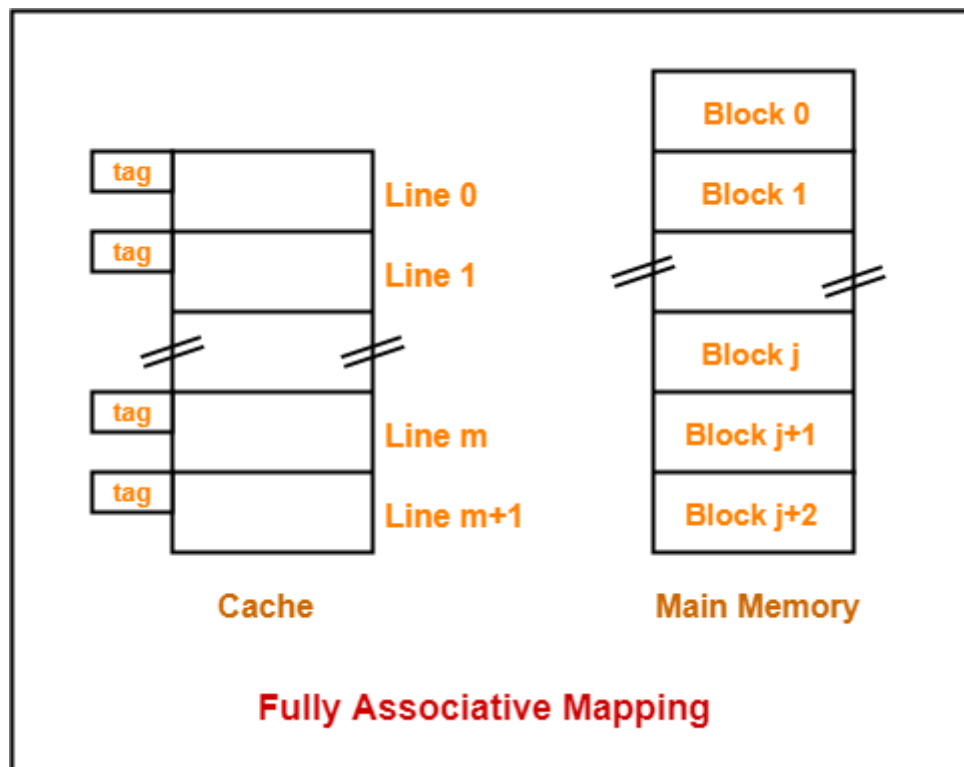 tag
Line 0
tag
Line 1
tag
Line m
tag
Line m+1
Cache
Block 0
Block 1
Block j
Block j+1
Block j+2
Main Memory
Fully Associative Mapping